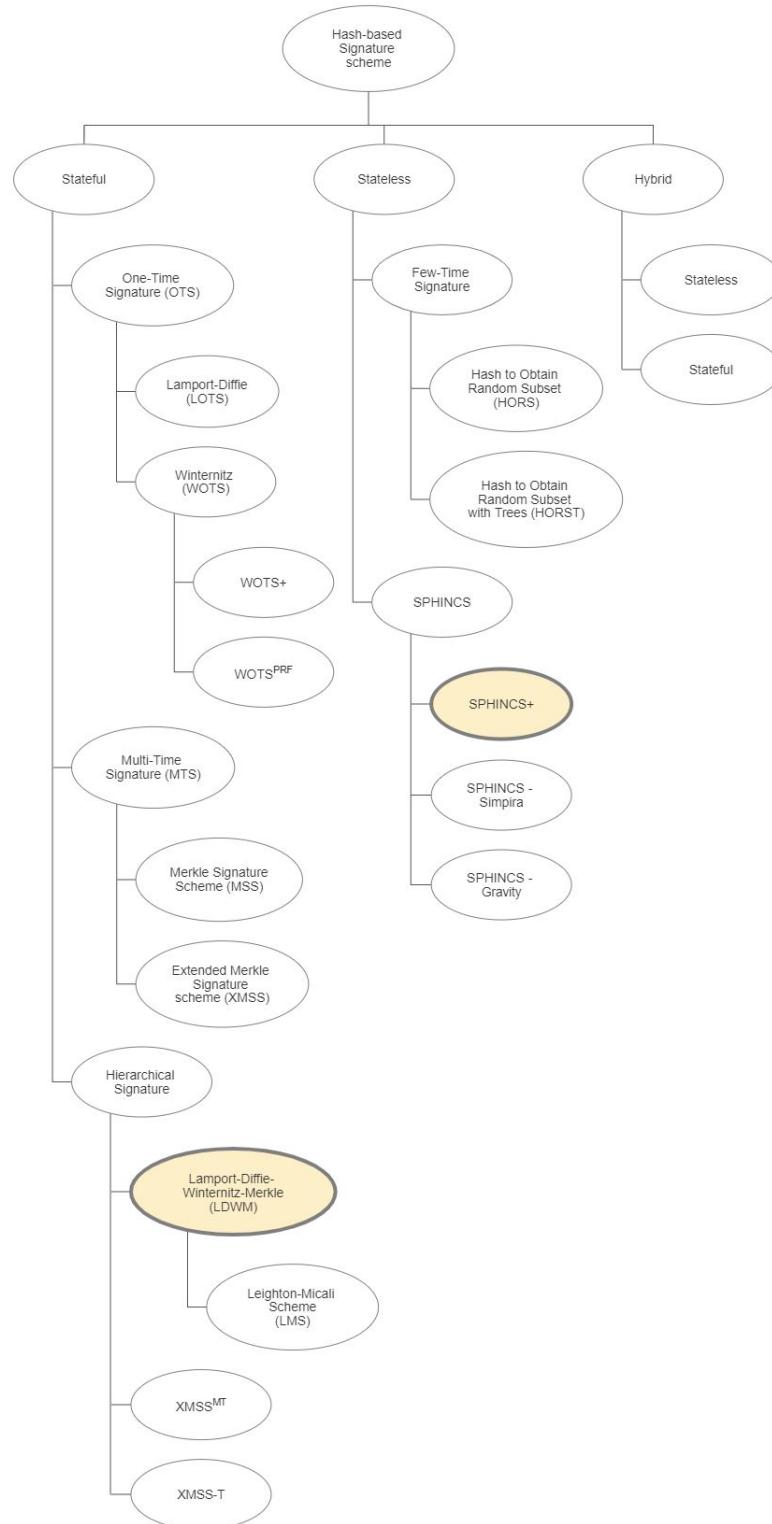 Hash-based
Signature
scheme
Stateful
Stateless
Hybrid
One-Time
Signature (OTS)
Few-Time
Signature
Stateless
Lamport-Diffie
(LOTS)
Hash to Obtain
Random Subset
(HORS)
Stateful
Winternitz
(WOTS)
Hash to Obtain
Random Subset
with Trees (HORST)
WOTS+
SPHINCS
WOTSPRF
SPHINCS+
Multi-Time
Signature (MTS)
SPHINCS -
Simpira
Merkle Signature
Scheme (MSS)
SPHINCS -
Gravity
Extended Merkle
Signature
scheme (XMSS)
Hierarchical
Signature
Lamport-Diffie-
Winternitz-Merkle
(LDWM)
Leighton-Micali
Scheme
(LMS)
XMSSMT
XMSS-T